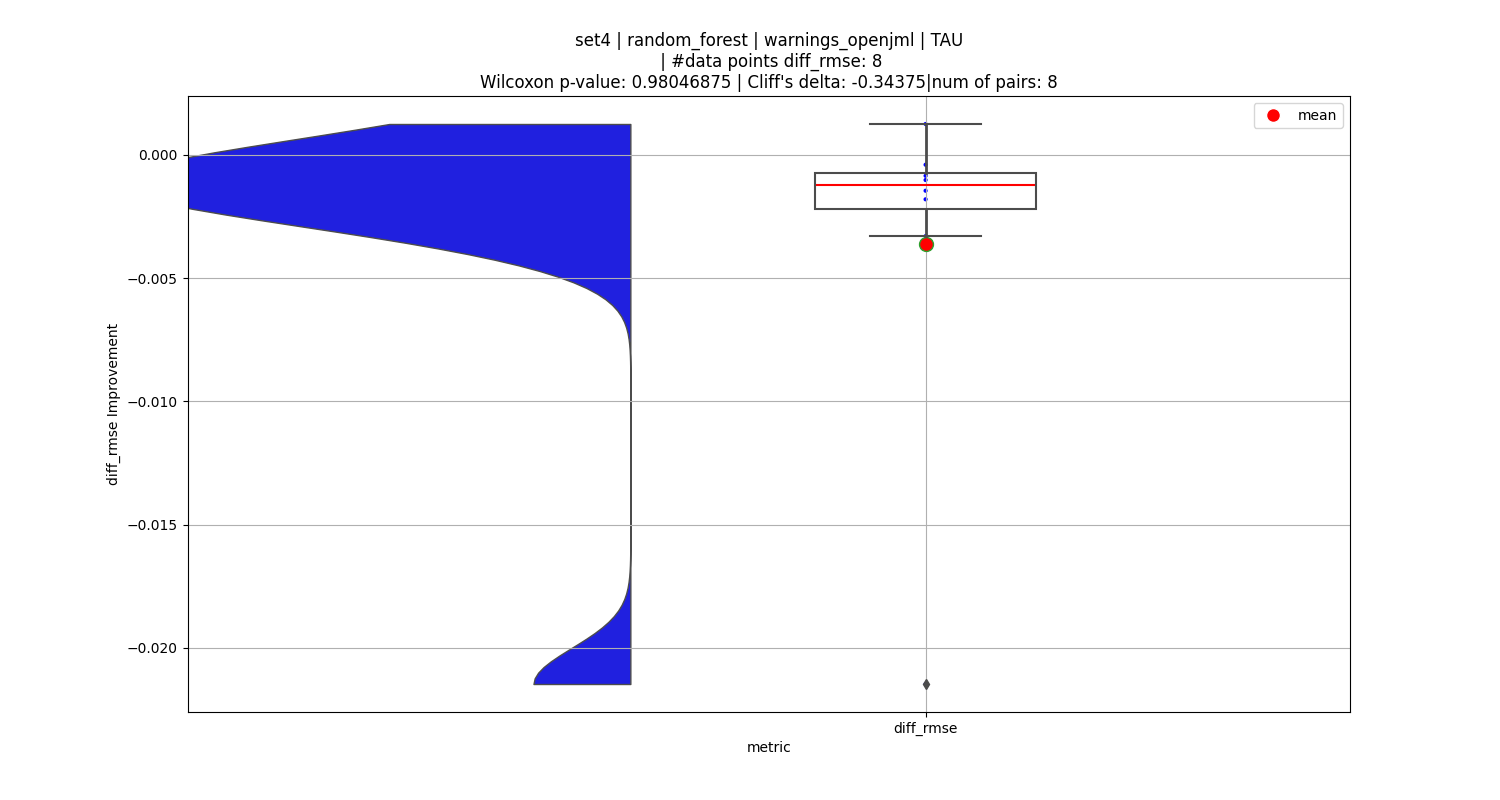 set4 | random_forest | warnings_openjml | TAU
| #data points diff_rmse: 8
Wilcoxon p-value: 0.98046875 | Cliff's delta: -0.34375|num of pairs: 8
mean
0.000
−0.005
−0.010
−0.015
−0.020
diff_rmse Improvement
diff_rmse
metric